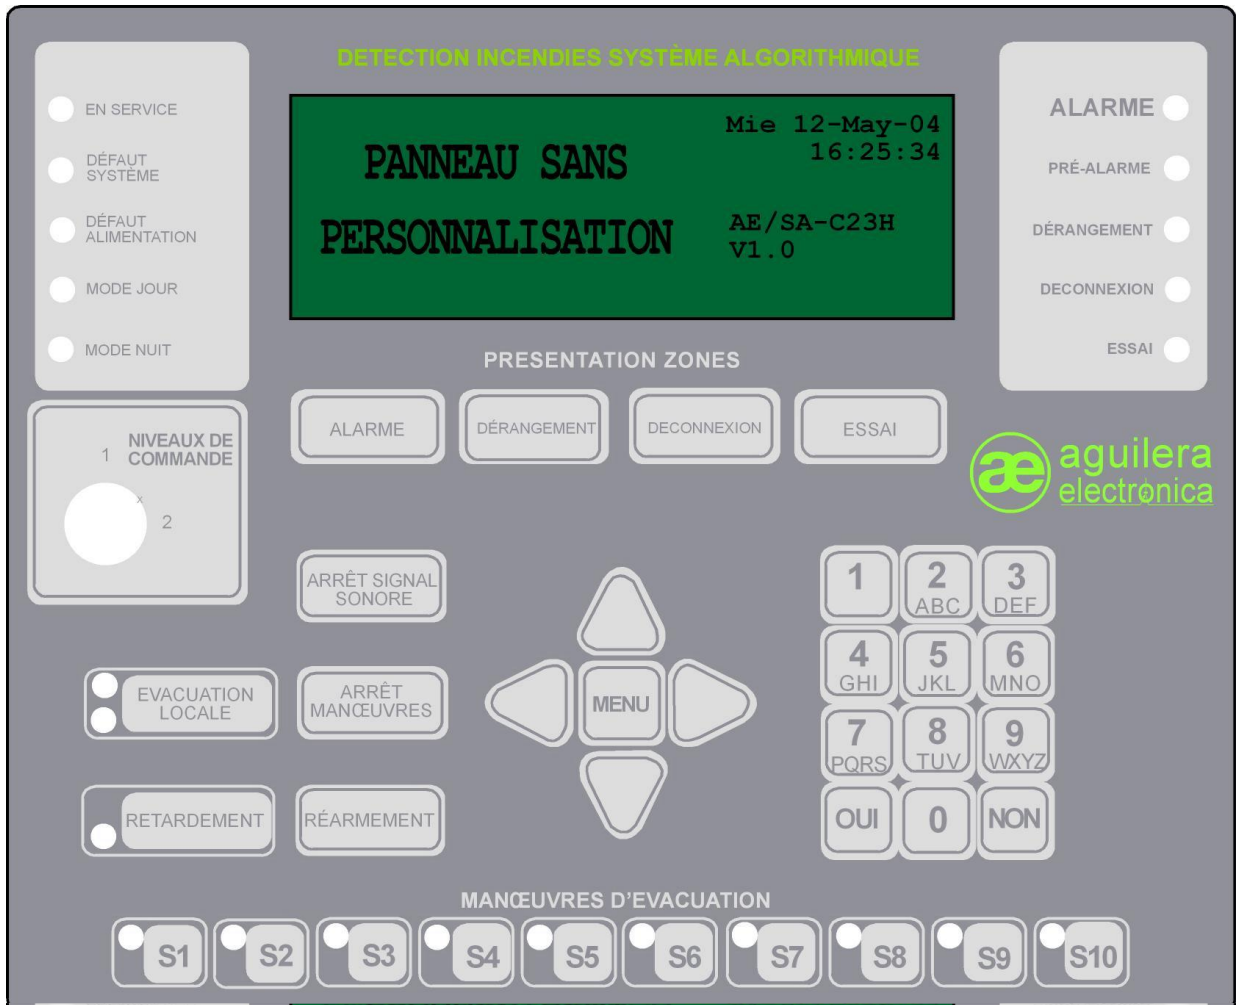 DETECTION INCENDIES SYSTÈME ALGORITHMIQUE
EN SERVICE
DÉFAUT
SYSTÈME
DÉFAUT
ALIMENTATION
MODE JOUR
MODE NUIT
Mie 12-May-04
16:25:34
PANNEAU SANS
PERSONNALISATION
AE/SA-C23H
V1.0
ALARME
PRÉ-ALARME
DÉRANGEMENT
DECONNEXION
ESSAI
PRESENTATION ZONES
ALARME
DÉRANGEMENT
DECONNEXION
ESSAI
NIVEAUX DE
COMMANDE
1
x
2
ae
aguilera
electrónica
ARRÊT SIGNAL
SONORE
EVACUATION
LOCALE
ARRÊT
MANŒUVRES
RETARDEMENT
RÉARMEMENT
MENU
1
2
ABC
3
DEF
4
GHI
5
JKL
6
MNO
7
PQRS
8
TUV
9
WXYZ
OUI
0
NON
MANŒUVRES D'EVACUATION
S1
S2
S3
S4
S5
S6
S7
S8
S9
S10